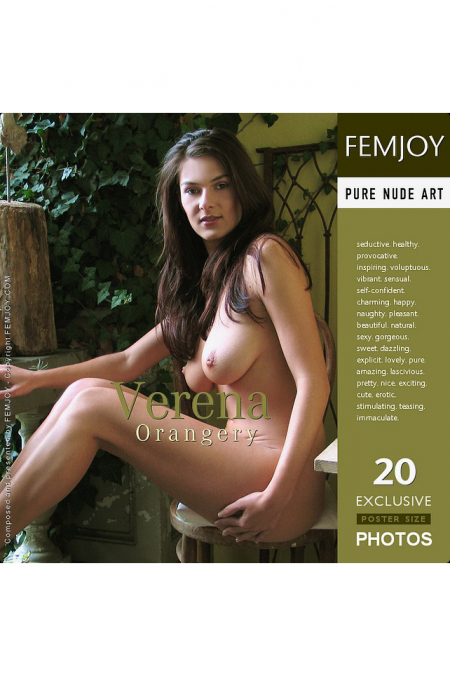 FEMJOY
PURE NUDE ART
seductive. healthy.
provocative.
inspiring. voluptuous.
vibrant. sensual.
self-confident.
charming. happy.
naughty. pleasant.
beautiful. natural.
sexy. gorgeous.
sweet. dazzling.
explicit. lovely. pure.
amazing. lascivious.
pretty. nice. exciting.
cute. erotic.
stimulating. teasing.
immaculate.
Verena
Orangery
20
EXCLUSIVE
POSTER SIZE
PHOTOS
Composed and presented by FEMJOY - Copyright FEMJOY.COM